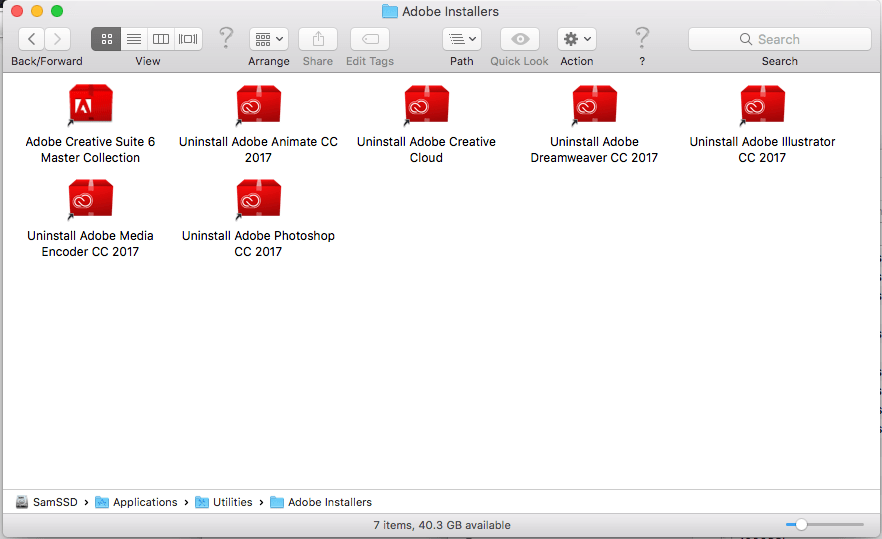 Adobe Installers
Search
Back/Forward View Arrange Share Edit Tags Path Quick Look Action ? Search
Adobe Creative Suite 6 Master Collection
Uninstall Adobe Animate CC 2017
Uninstall Adobe Creative Cloud
Uninstall Adobe Dreamweaver CC 2017
Uninstall Adobe Illustrator CC 2017
Uninstall Adobe Media Encoder CC 2017
Uninstall Adobe Photoshop CC 2017
SamSSD › Applications › Utilities › Adobe Installers
7 items, 40.3 GB available